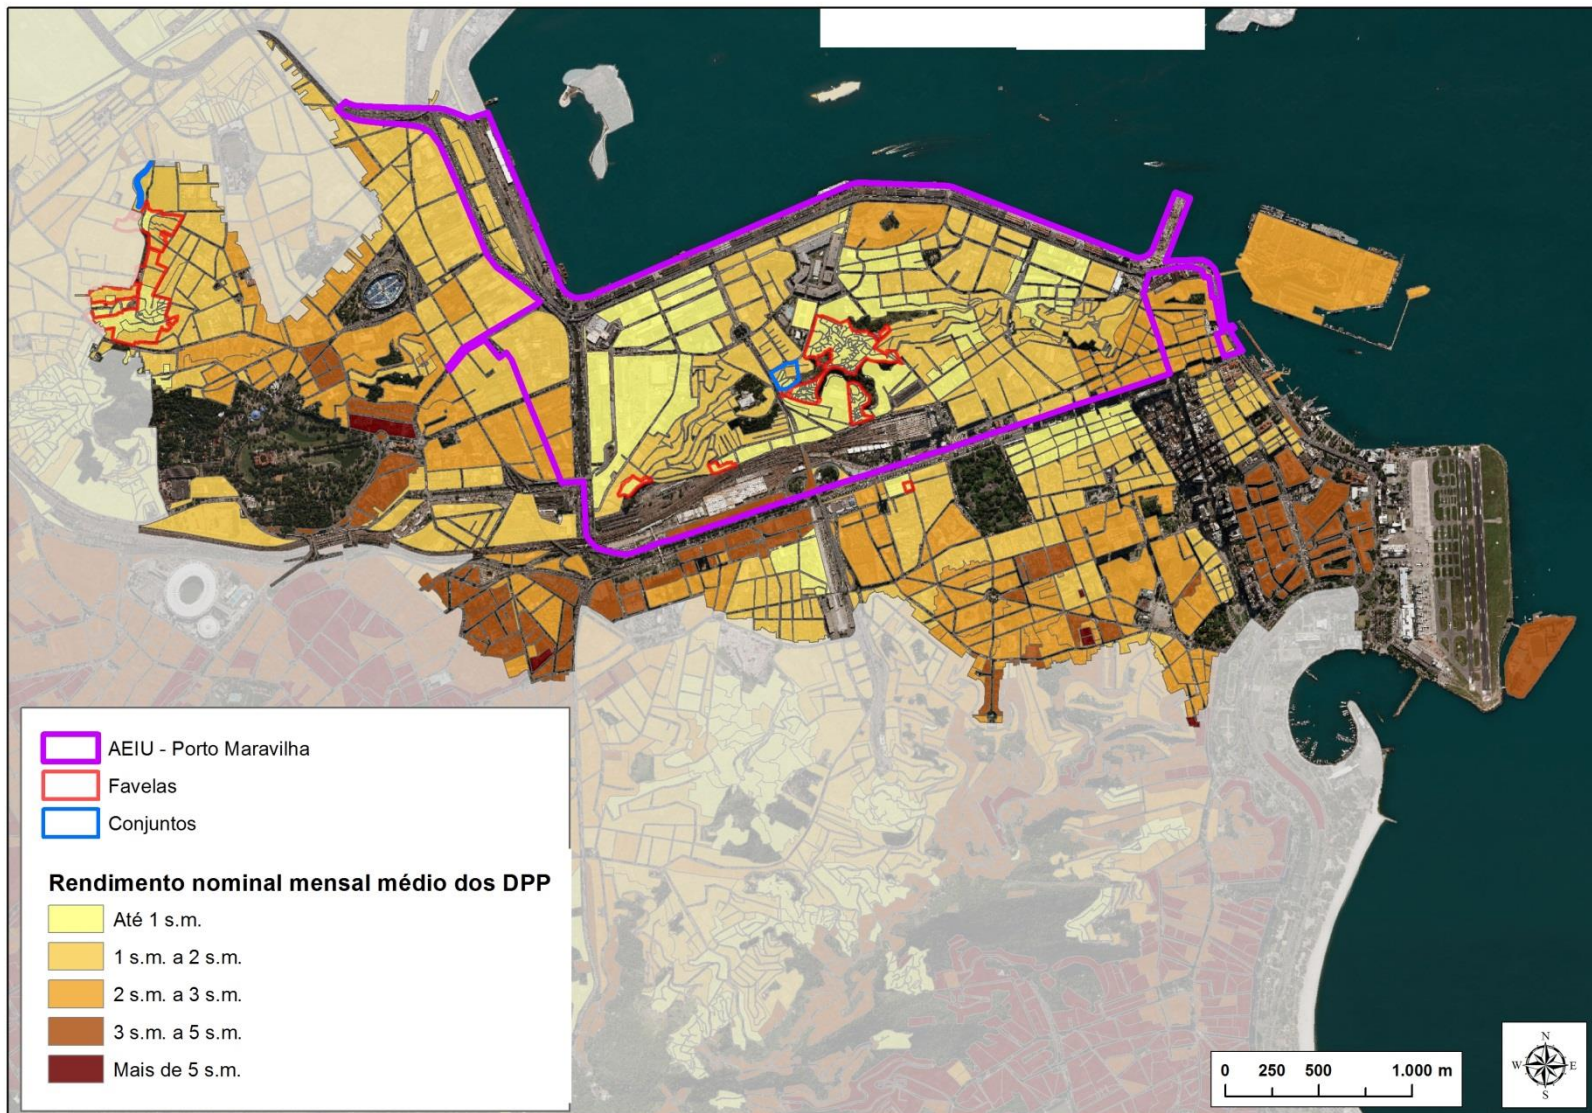 AEIU - Porto Maravilha
Favelas
Conjuntos
Rendimento nominal mensal médio dos DPP
Até 1 s.m.
1 s.m. a 2 s.m.
2 s.m. a 3 s.m.
3 s.m. a 5 s.m.
Mais de 5 s.m.
0 250 500 1.000 m
N
W E
S